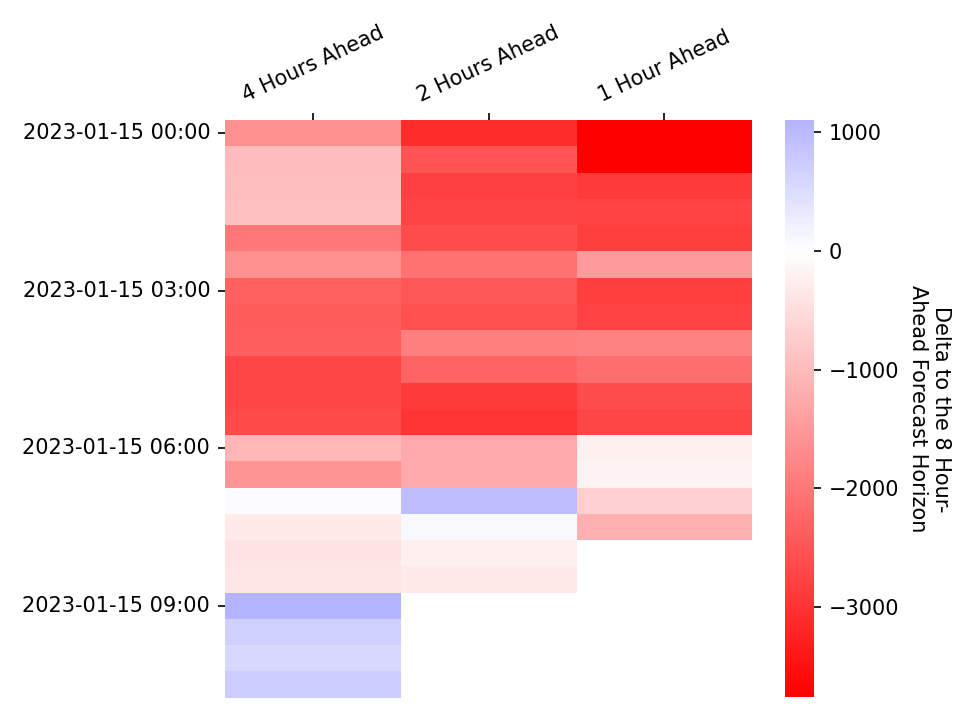 4 Hours Ahead
2 Hours Ahead
1 Hour Ahead
2023-01-15 00:00
2023-01-15 03:00
2023-01-15 06:00
2023-01-15 09:00
1000
0
−1000
−2000
−3000
Delta to the 8 Hour-
Ahead Forecast Horizon